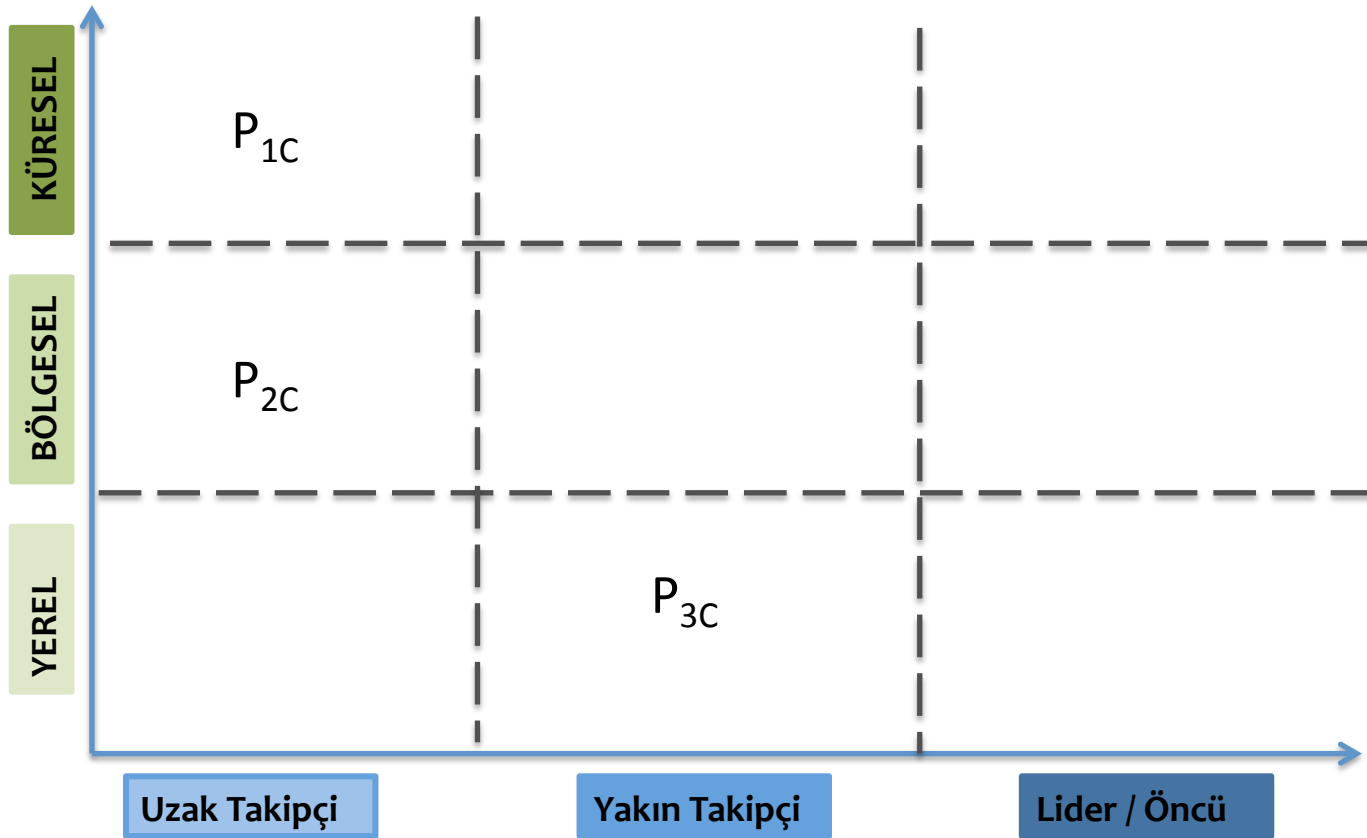 KÜRESEL
P1C
BÖLGESEL
P2C
YEREL
P3C
Uzak Takipçi
Yakın Takipçi
Lider / Öncü